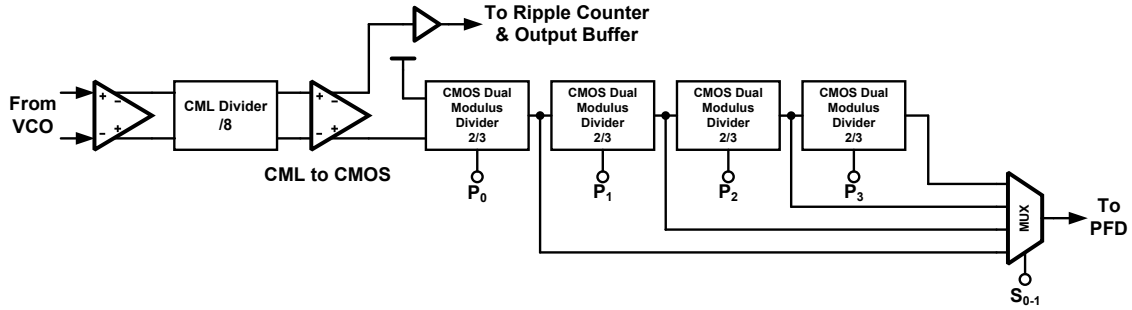 To Ripple Counter
& Output Buffer
From
VCO
+
−
−
+
CML Divider
/8
+
−
−
+
CML to CMOS
CMOS Dual
Modulus
Divider
2/3
P0
CMOS Dual
Modulus
Divider
2/3
P1
CMOS Dual
Modulus
Divider
2/3
P2
CMOS Dual
Modulus
Divider
2/3
P3
MUX
To
PFD
S0-1